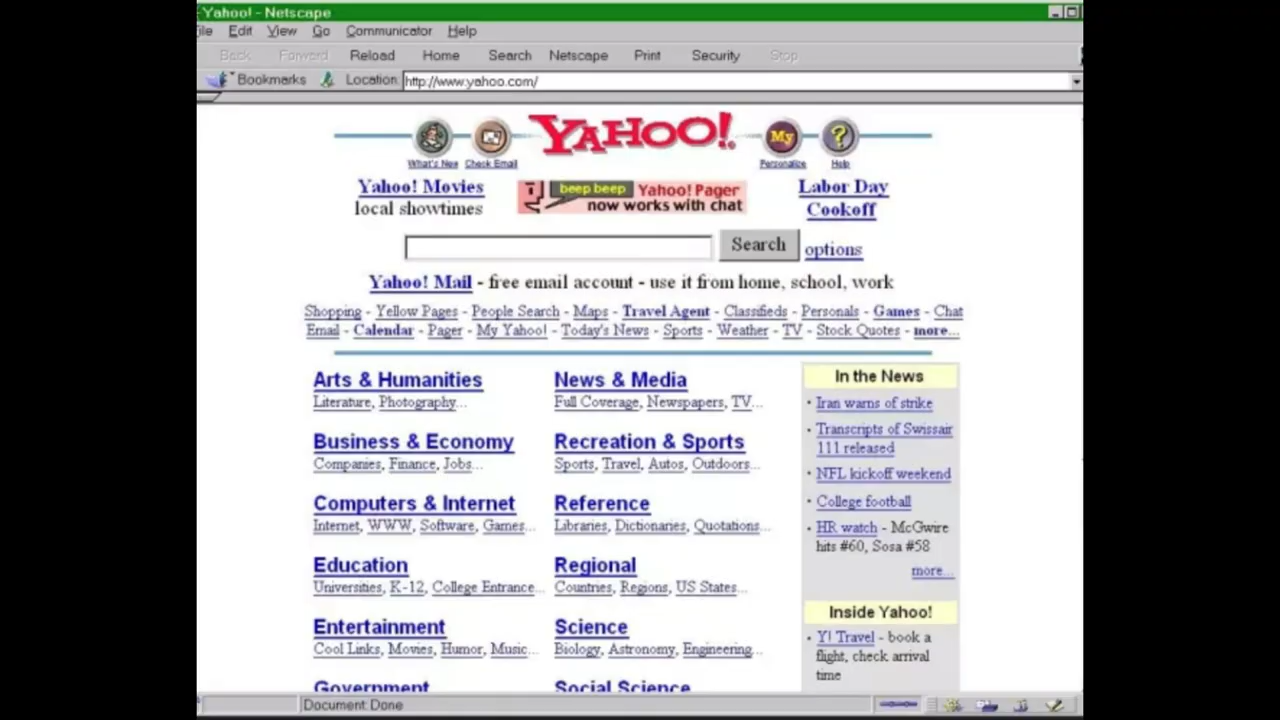 Yahoo! - Netscape
ile Edit View Go Communicator Help
Back Forward Reload Home Search Netscape Print Security Stop
Bookmarks Location: http://www.yahoo.com/
YAHOO!
My ?
What's New Check Email Personalize Help
Yahoo! Movies
local showtimes
beep beep Yahoo! Pager
now works with chat
Labor Day
Cookoff
Search options
Yahoo! Mail - free email account - use it from home, school, work
Shopping - Yellow Pages - People Search - Maps - Travel Agent - Classifieds - Personals - Games - Chat
Email - Calendar - Pager - My Yahoo! - Today's News - Sports - Weather - TV - Stock Quotes - more...
Arts & Humanities
Literature, Photography...
Business & Economy
Companies, Finance, Jobs...
Computers & Internet
Internet, WWW, Software, Games...
Education
Universities, K-12, College Entrance...
Entertainment
Cool Links, Movies, Humor, Music...
Government
News & Media
Full Coverage, Newspapers, TV...
Recreation & Sports
Sports, Travel, Autos, Outdoors...
Reference
Libraries, Dictionaries, Quotations...
Regional
Countries, Regions, US States...
Science
Biology, Astronomy, Engineering...
Social Science
In the News
· Iran warns of strike
· Transcripts of Swissair
111 released
· NFL kickoff weekend
· College football
· HR watch - McGwire
hits #60, Sosa #58
more...
Inside Yahoo!
· Y! Travel - book a
flight, check arrival
time
Document: Done